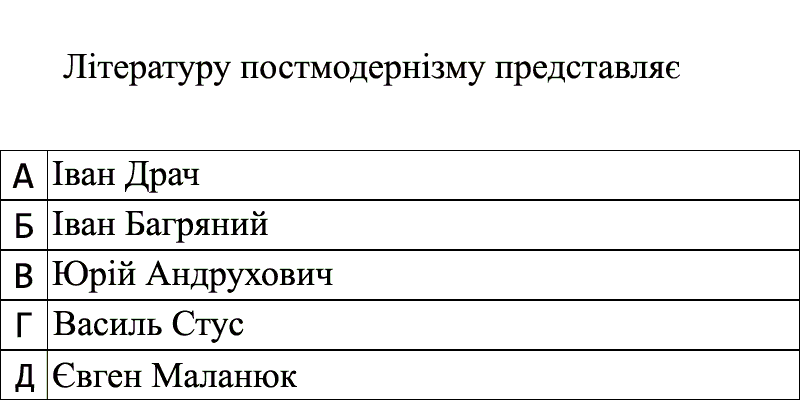 Літературу постмодернізму представляє
А Іван Драч
Б Іван Багряний
В Юрій Андрухович
Г Василь Стус
Д Євген Маланюк